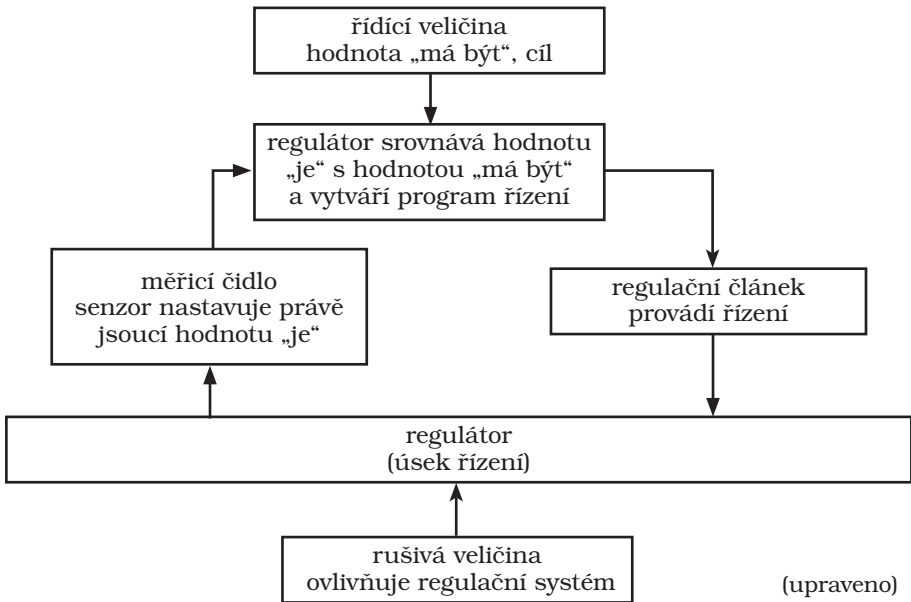 řídící veličina
hodnota „má být“, cíl
regulátor srovnává hodnotu
„je“ s hodnotou „má být“
a vytváří program řízení
měřicí čidlo
senzor nastavuje právě
jsoucí hodnotu „je“
regulační článek
provádí řízení
regulátor
(úsek řízení)
rušivá veličina
ovlivňuje regulační systém
(upraveno)